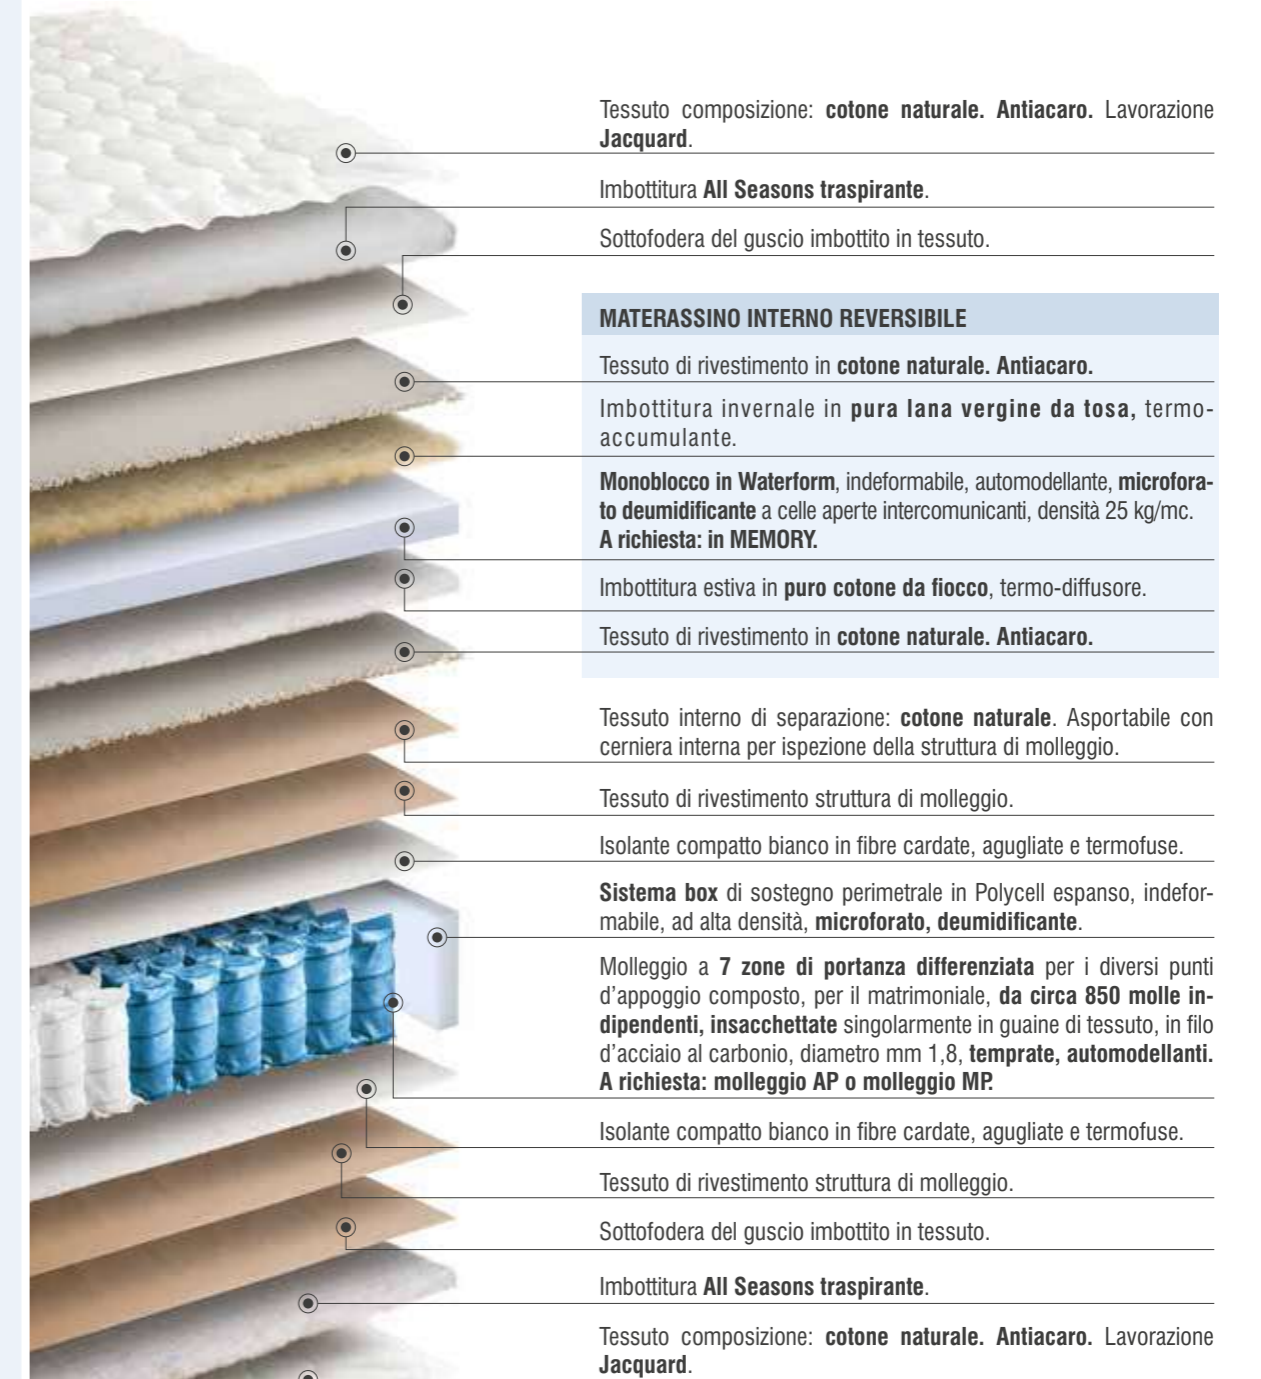 Tessuto composizione: cotone naturale. Antiacaro. Lavorazione
Jacquard.
Imbottitura All Seasons traspirante.
Sottofodera del guscio imbottito in tessuto.
MATERASSINO INTERNO REVERSIBILE
Tessuto di rivestimento in cotone naturale. Antiacaro.
Imbottitura invernale in pura lana vergine da tosa, termo-
accumulante.
Monoblocco in Waterform, indeformabile, automodellante, microfora-
to deumidificante a celle aperte intercomunicanti, densità 25 kg/mc.
A richiesta: in MEMORY.
Imbottitura estiva in puro cotone da fiocco, termo-diffusore.
Tessuto di rivestimento in cotone naturale. Antiacaro.
Tessuto interno di separazione: cotone naturale. Asportabile con
cerniera interna per ispezione della struttura di molleggio.
Tessuto di rivestimento struttura di molleggio.
Isolante compatto bianco in fibre cardate, agugliate e termofuse.
Sistema box di sostegno perimetrale in Polycell espanso, indefor-
mabile, ad alta densità, microforato, deumidificante.
Molleggio a 7 zone di portanza differenziata per i diversi punti
d'appoggio composto, per il matrimoniale, da circa 850 molle in-
dipendenti, insacchettate singolarmente in guaine di tessuto, in filo
d'acciaio al carbonio, diametro mm 1,8, temprate, automodellanti.
A richiesta: molleggio AP o molleggio MP.
Isolante compatto bianco in fibre cardate, agugliate e termofuse.
Tessuto di rivestimento struttura di molleggio.
Sottofodera del guscio imbottito in tessuto.
Imbottitura All Seasons traspirante.
Tessuto composizione: cotone naturale. Antiacaro. Lavorazione
Jacquard.